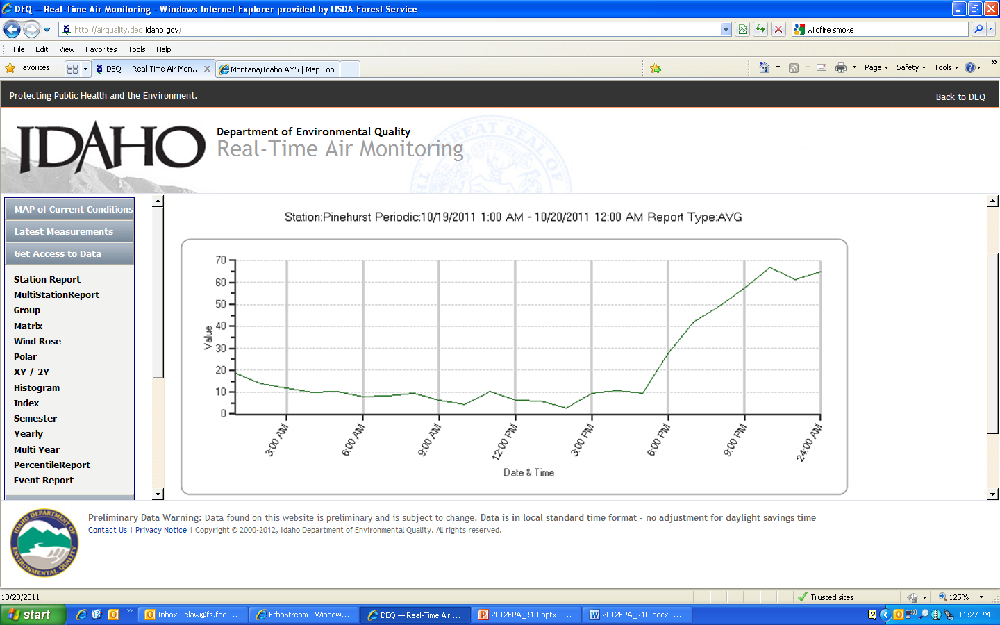 DEQ — Real-Time Air Monitoring - Windows Internet Explorer provided by USDA Forest Service
http://airquality.deq.idaho.gov/
wildfire smoke
File Edit View Favorites Tools Help
Favorites
DEQ — Real-Time Air Mon...
Montana/Idaho AMS | Map Tool
Page Safety Tools
Protecting Public Health and the Environment.
Back to DEQ
IDAHO
Department of Environmental Quality
Real-Time Air Monitoring
GREAT SEAL OF
MAP of Current Conditions
Latest Measurements
Get Access to Data
Station Report
MultiStationReport
Group
Matrix
Wind Rose
Polar
XY / 2Y
Histogram
Index
Semester
Yearly
Multi Year
PercentileReport
Event Report
Station:Pinehurst Periodic:10/19/2011 1:00 AM - 10/20/2011 12:00 AM Report Type:AVG
Value
70
60
50
40
30
20
10
0
3:00 AM
6:00 AM
9:00 AM
12:00 PM
3:00 PM
6:00 PM
9:00 PM
24:00 AM
Date & Time
IDAHO DEPARTMENT OF ENVIRONMENTAL QUALITY
Preliminary Data Warning: Data found on this website is preliminary and is subject to change. Data is in local standard time format - no adjustment for daylight savings time
Contact Us | Privacy Notice | Copyright © 2000-2012, Idaho Department of Environmental Quality. All rights reserved.
10/20/2011
Trusted sites
125%
start
Inbox - elaw@fs.fed....
EthoStream - Window...
DEQ — Real-Time Air ...
2012EPA_R10.pptx - ...
2012EPA_R10.docx -...
11:27 PM